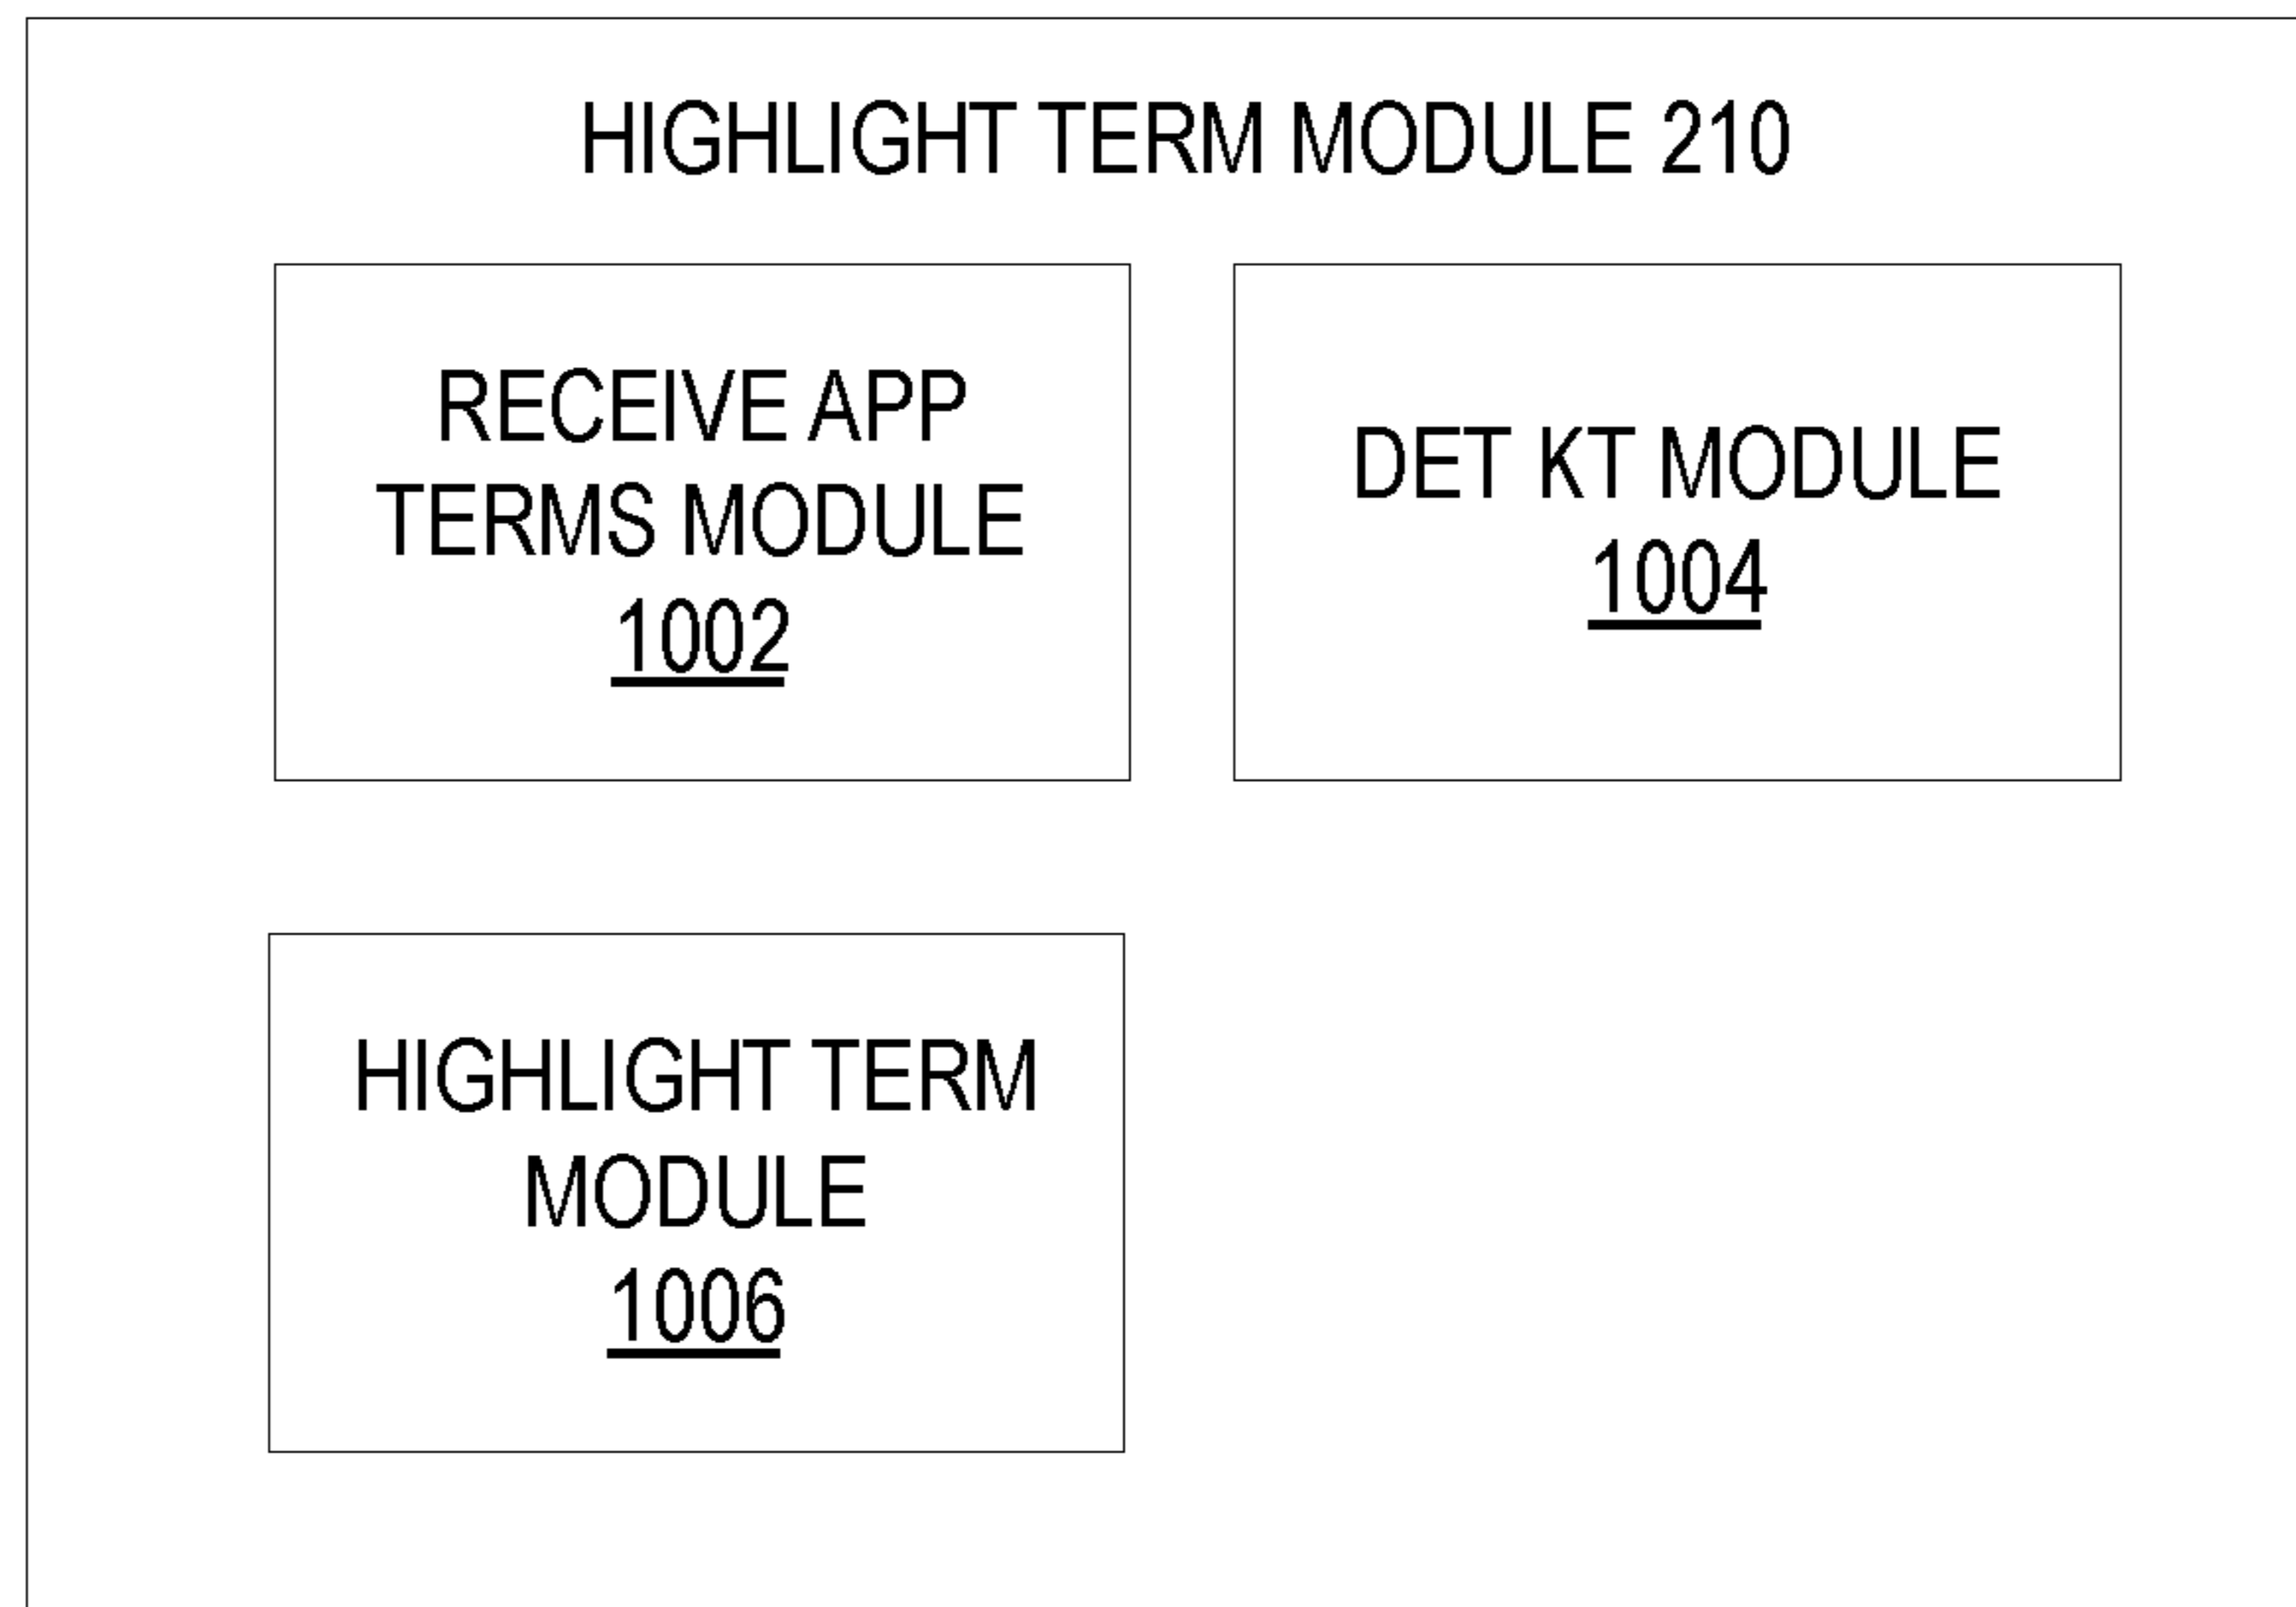 HIGHLIGHT TERM MODULE 210
RECEIVE APP
TERMS MODULE
1002
DET KT MODULE
1004
HIGHLIGHT TERM
MODULE
1006